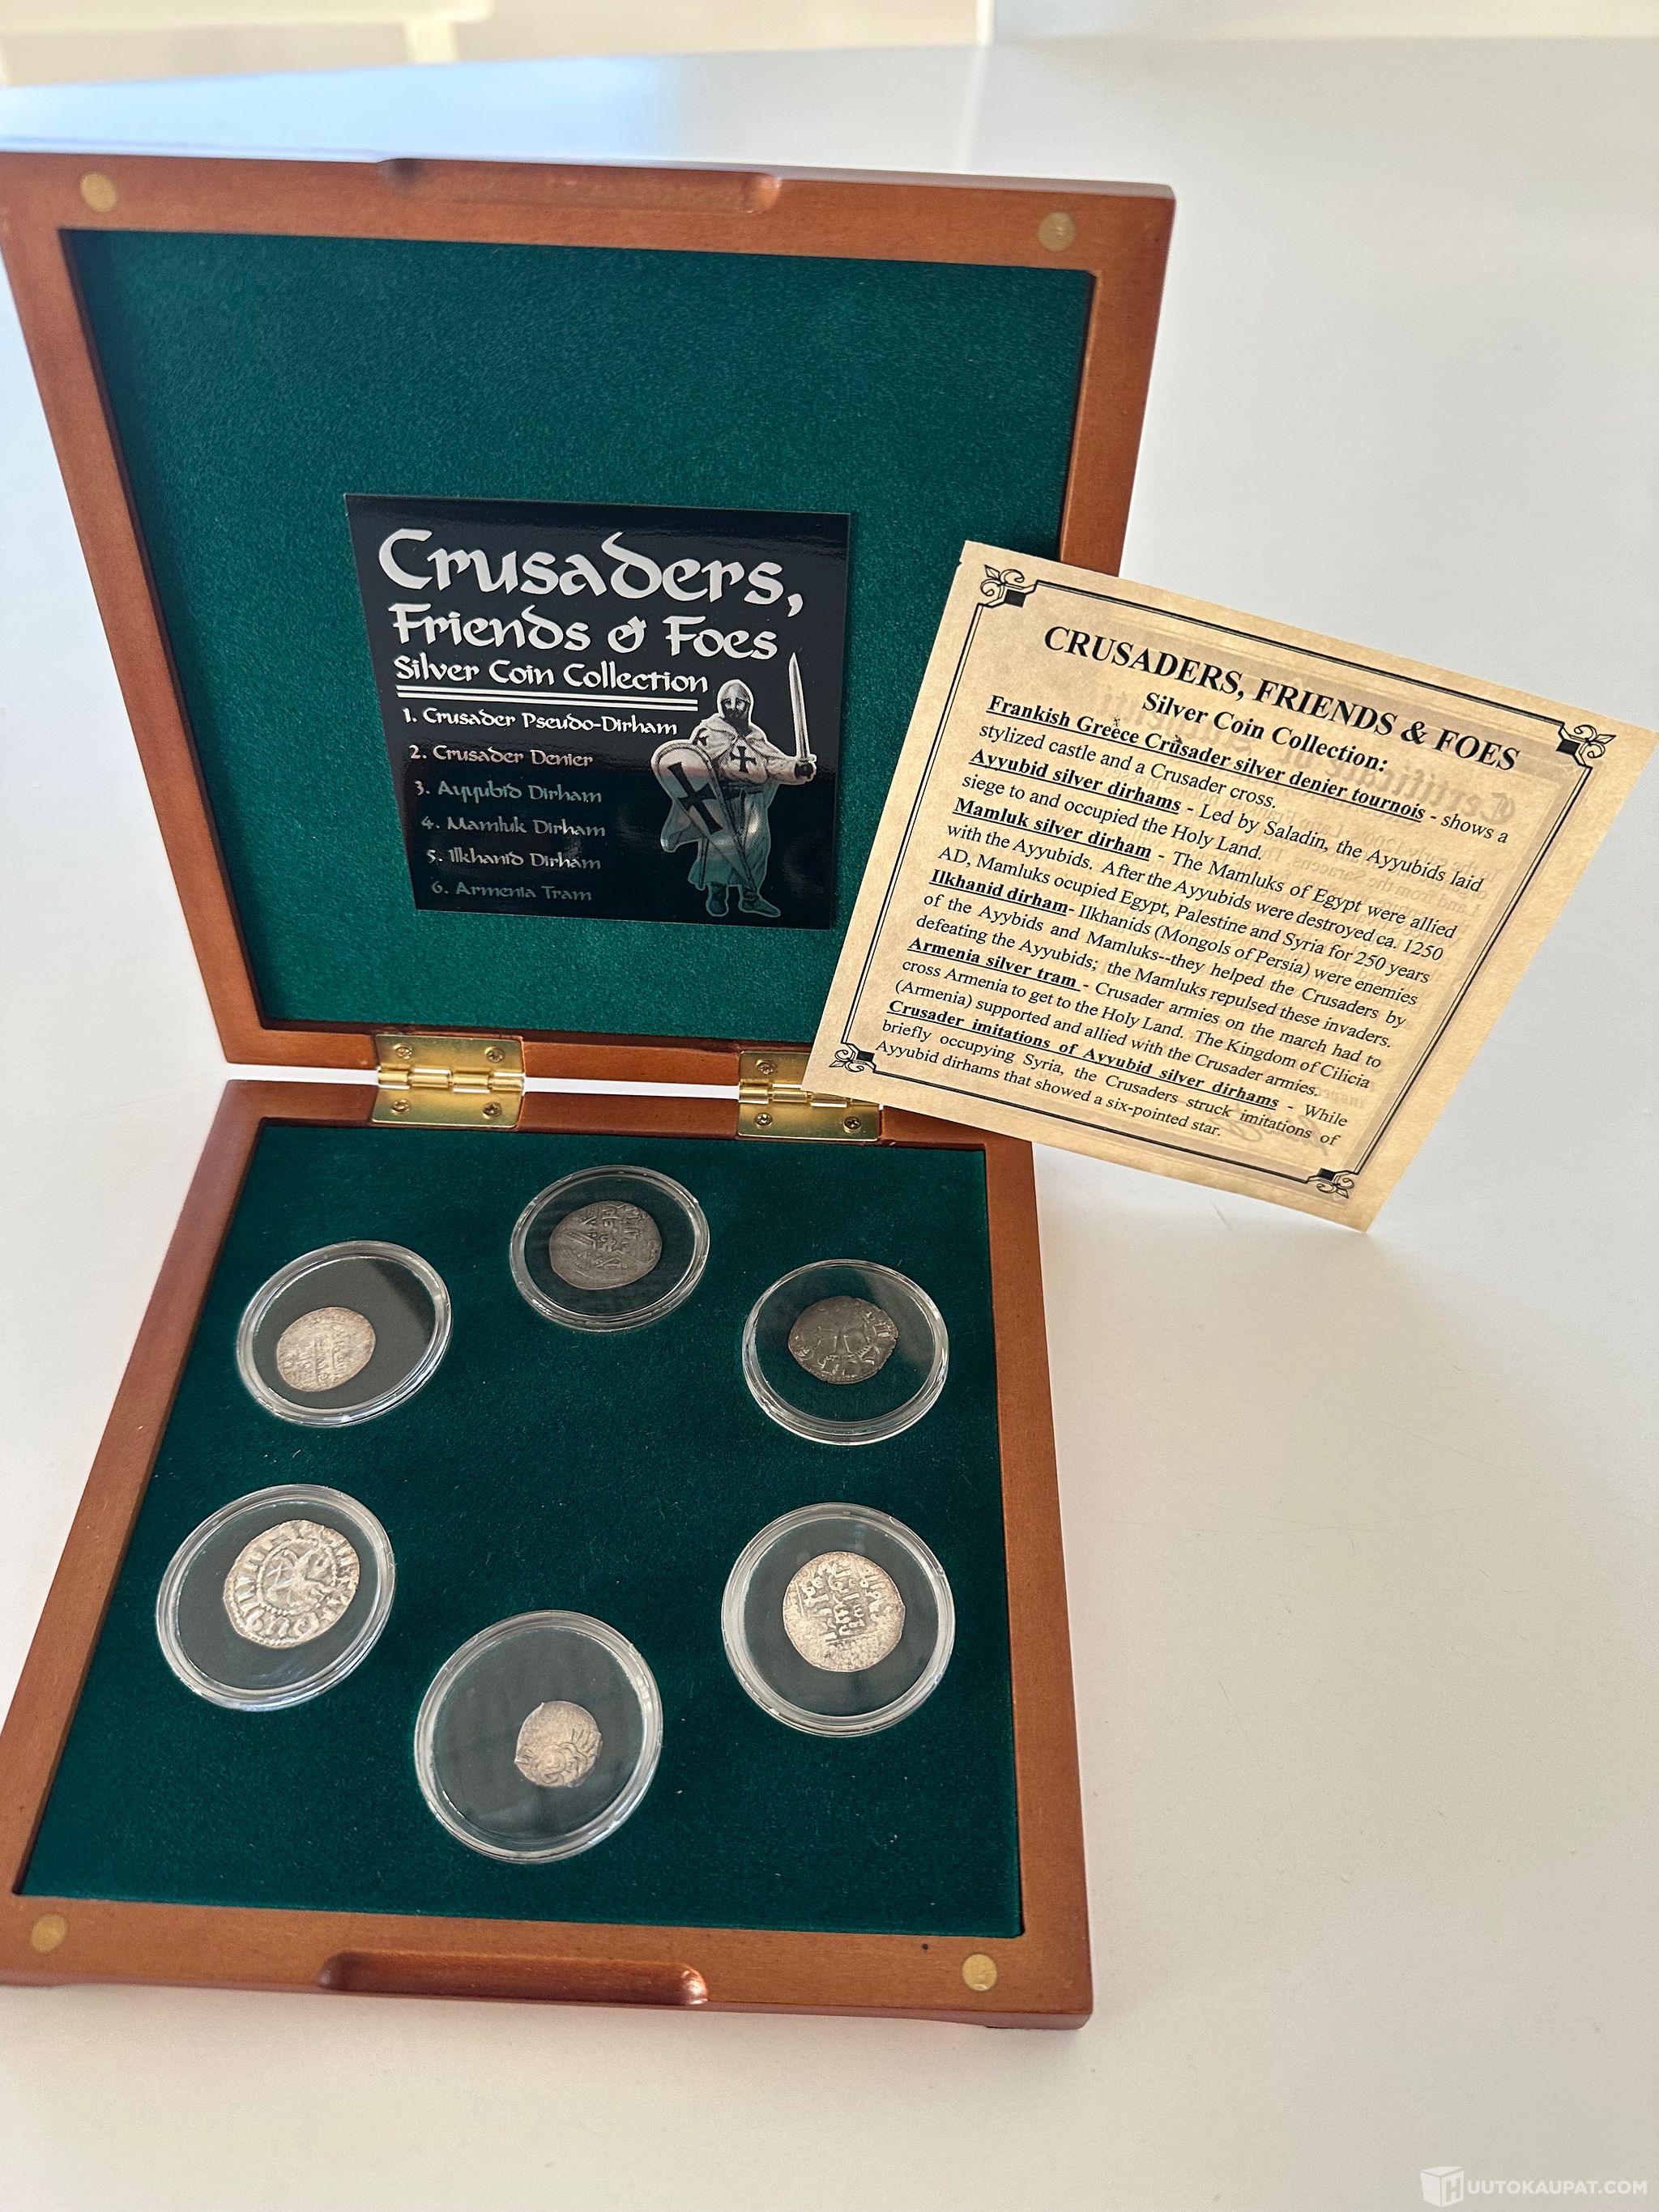 Crusaders,
Friends & Foes
Silver Coin Collection
1. Crusader Pseudo-Dirham
2. Crusader Denier
3. Ayyubid Dirham
4. Mamluk Dirham
5. Ilkhanid Dirham
6. Armenia Tram
CRUSADERS, FRIENDS & FOES
Silver Coin Collection:
Frankish Greece Crusader silver denier tournois - shows a
stylized castle and a Crusader cross.
Ayyubid silver dirhams - Led by Saladin, the Ayyubids laid
siege to and occupied the Holy Land.
Mamluk silver dirham - The Mamluks of Egypt were allied
with the Ayyubids. After the Ayyubids were destroyed ca. 1250
AD, Mamluks ocupied Egypt, Palestine and Syria for 250 years
Ilkhanid dirham- Ilkhanids (Mongols of Persia) were enemies
of the Ayybids and Mamluks--they helped the Crusaders by
defeating the Ayyubids; the Mamluks repulsed these invaders.
Armenia silver tram - Crusader armies on the march had to
cross Armenia to get to the Holy Land. The Kingdom of Cilicia
(Armenia) supported and allied with the Crusader armies.
Crusader imitations of Ayyubid silver dirhams - While
briefly occupying Syria, the Crusaders struck imitations of
Ayyubid dirhams that showed a six-pointed star.
HUUTOKAUPAT.COM